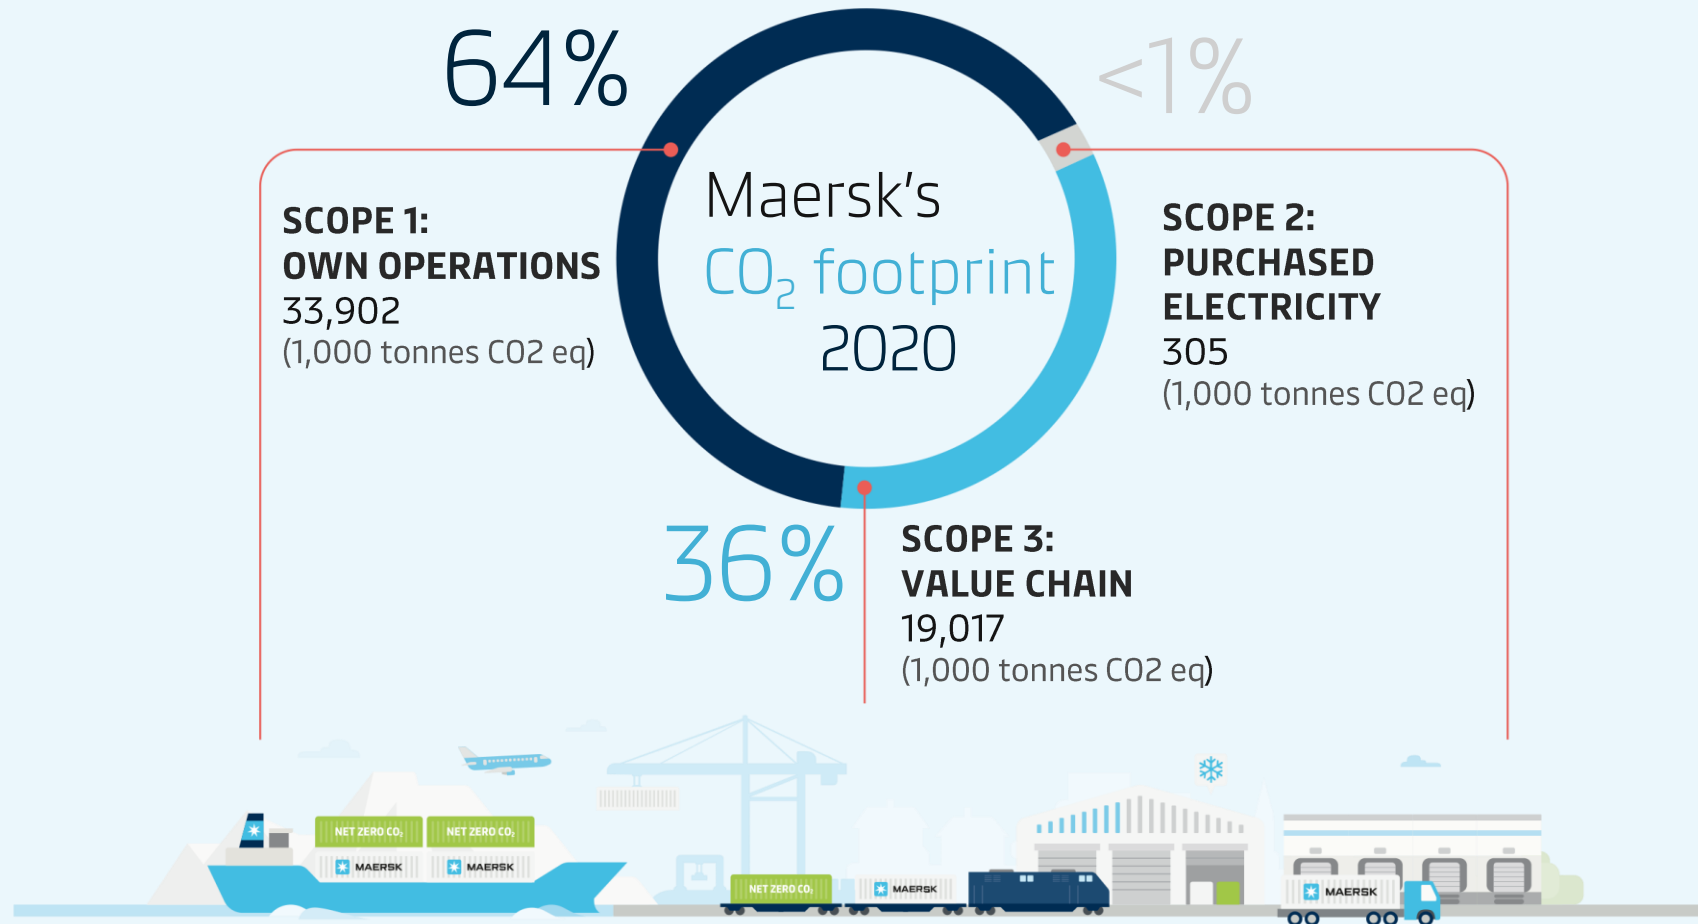 64%
<1%
Maersk's
CO₂ footprint
2020
SCOPE 1:
OWN OPERATIONS
33,902
(1,000 tonnes CO2 eq)
SCOPE 2:
PURCHASED
ELECTRICITY
305
(1,000 tonnes CO2 eq)
36%
SCOPE 3:
VALUE CHAIN
19,017
(1,000 tonnes CO2 eq)
NET ZERO CO₂
NET ZERO CO₂
MAERSK
MAERSK
NET ZERO CO₂
MAERSK
MAERSK